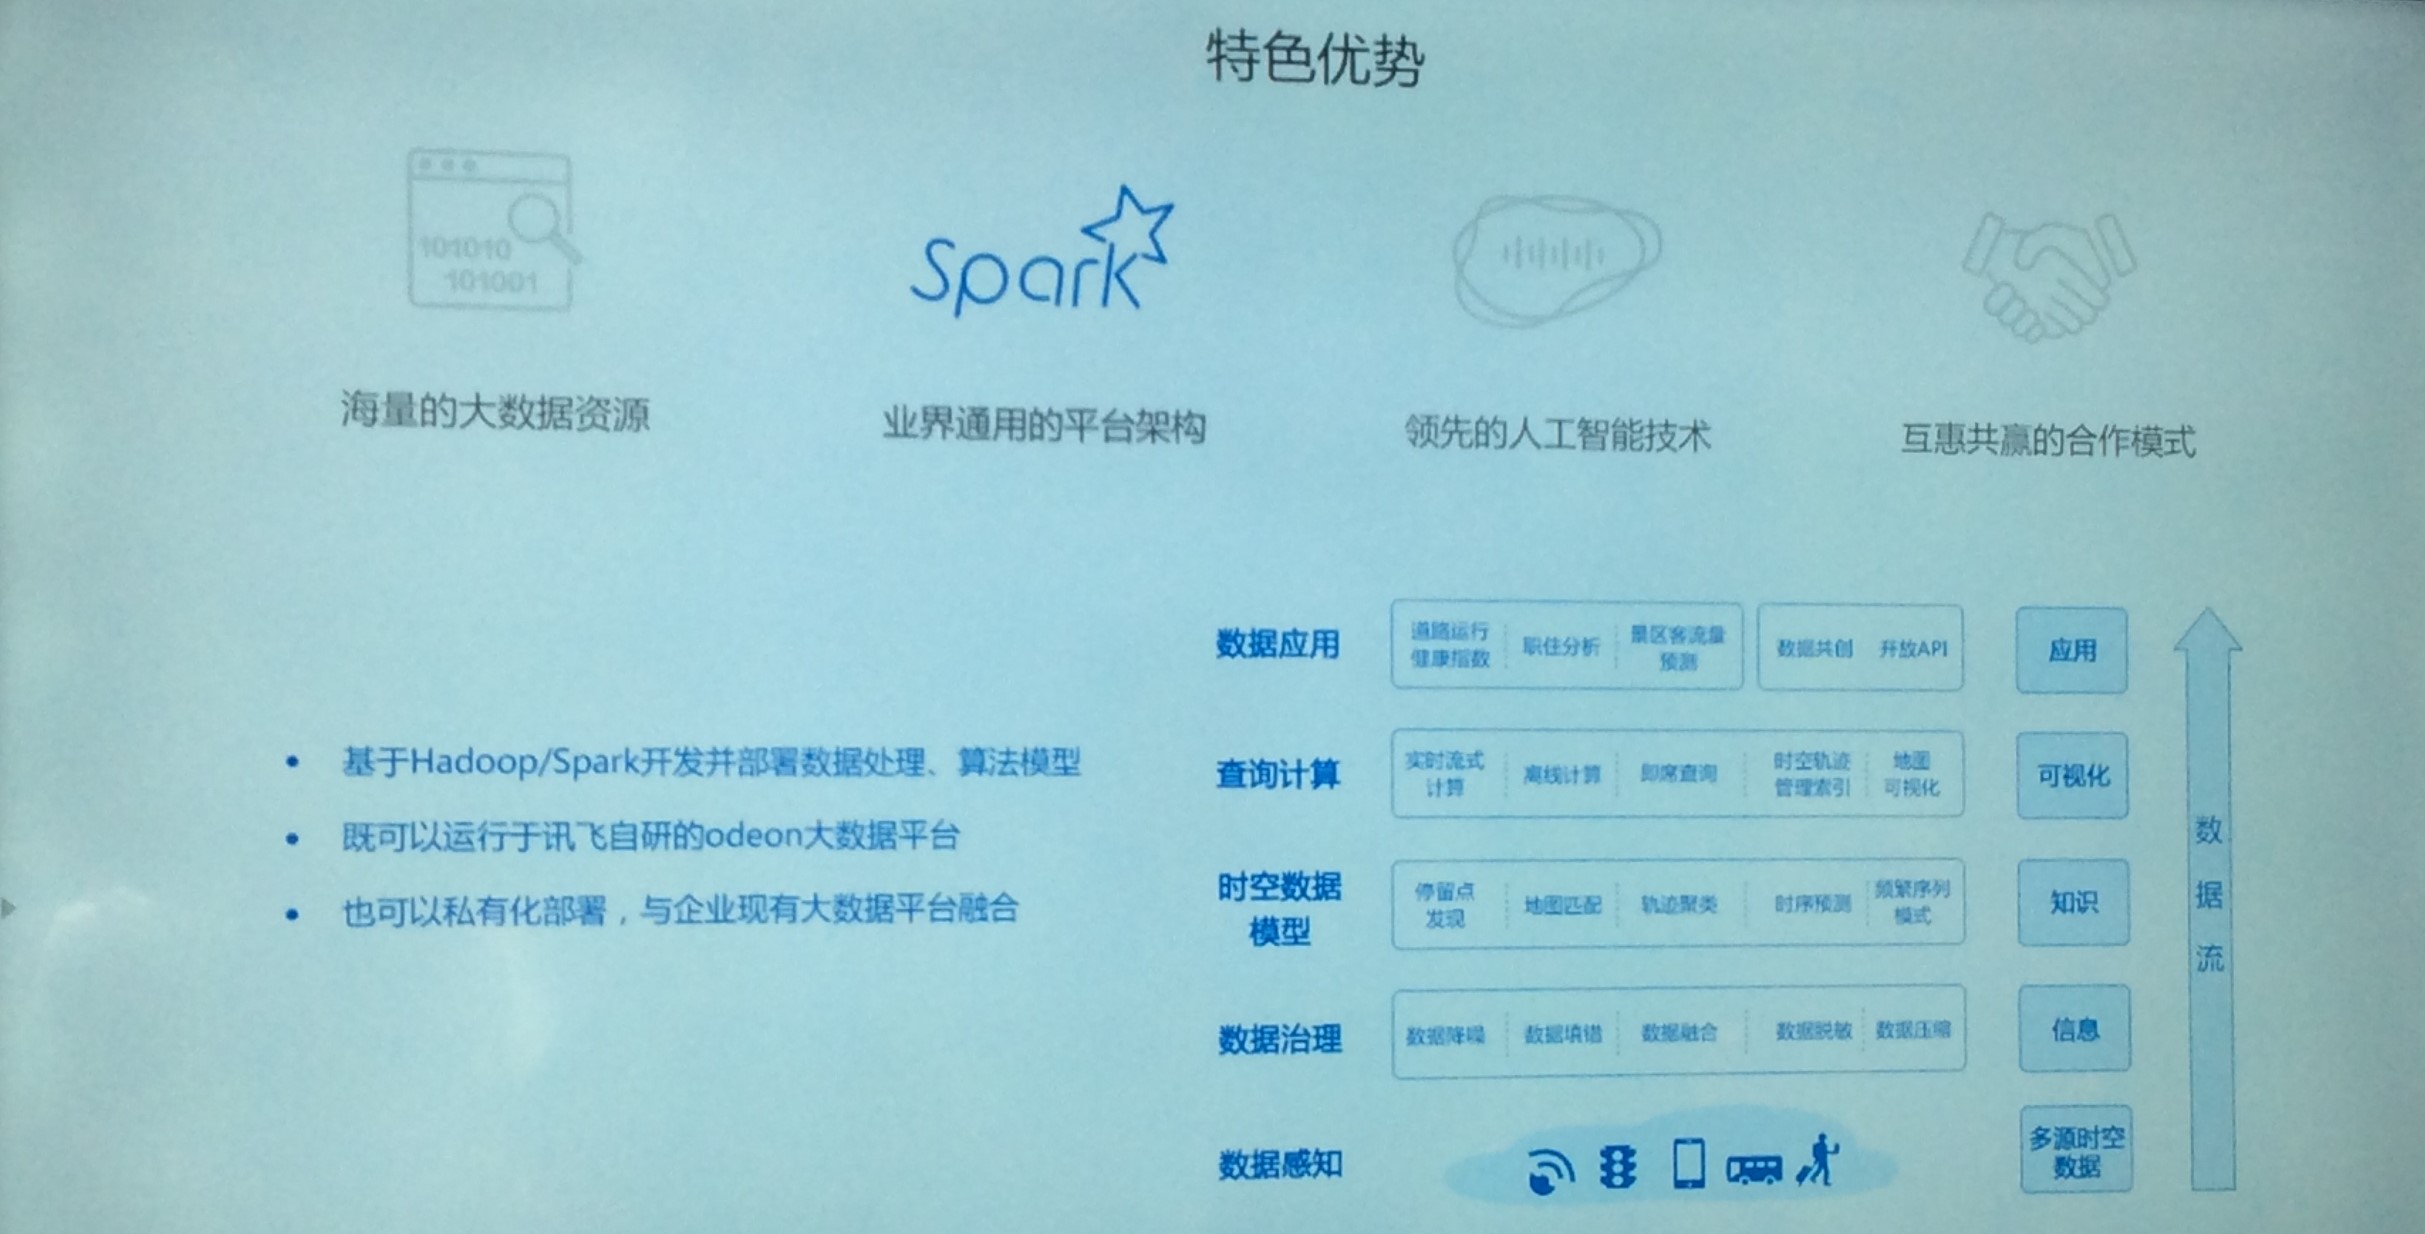 特色优势
101010
101001
Spark
海量的大数据资源
业界通用的平台架构
领先的人工智能技术
互惠共赢的合作模式
• 基于Hadoop/Spark开发并部署数据处理、算法模型
• 既可以运行于讯飞自研的odeon大数据平台
• 也可以私有化部署，与企业现有大数据平台融合
数据应用
道路运行
健康指数
职住分析
景区客流量
预测
数据共创
开放API
应用
查询计算
实时流式
计算
离线计算
即席查询
时空轨迹
管理索引
地图
可视化
可视化
时空数据
模型
停留点
发现
地图匹配
轨迹聚类
时序预测
频繁序列
模式
知识
数据治理
数据降噪
数据填错
数据融合
数据脱敏
数据压缩
信息
数据感知
多源时空
数据
数
据
流